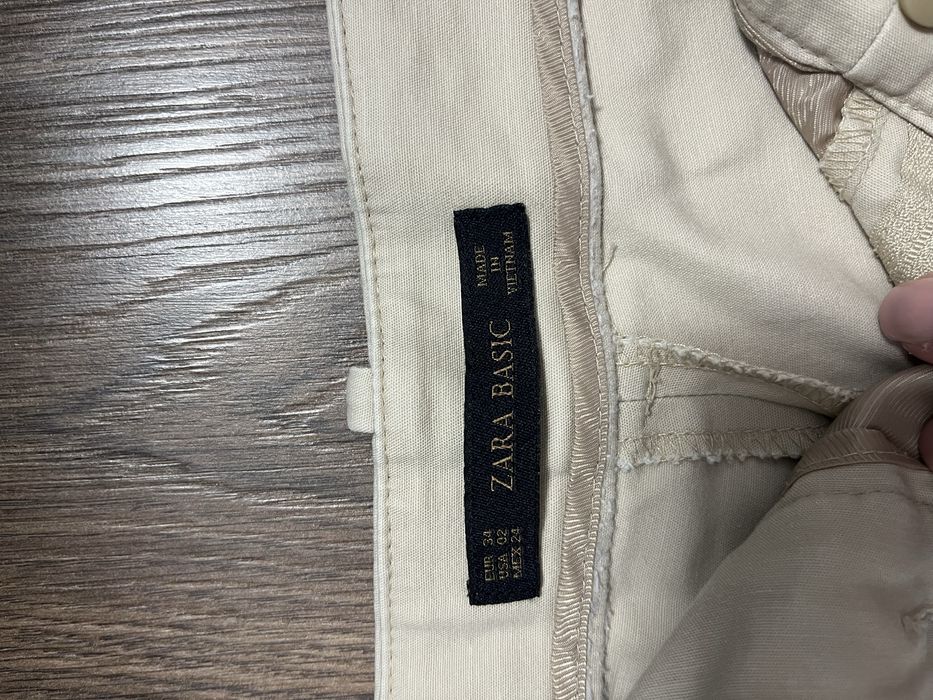 EUR 34
USA 02
MEX 24
ZARA BASIC
MADE
IN
VIETNAM